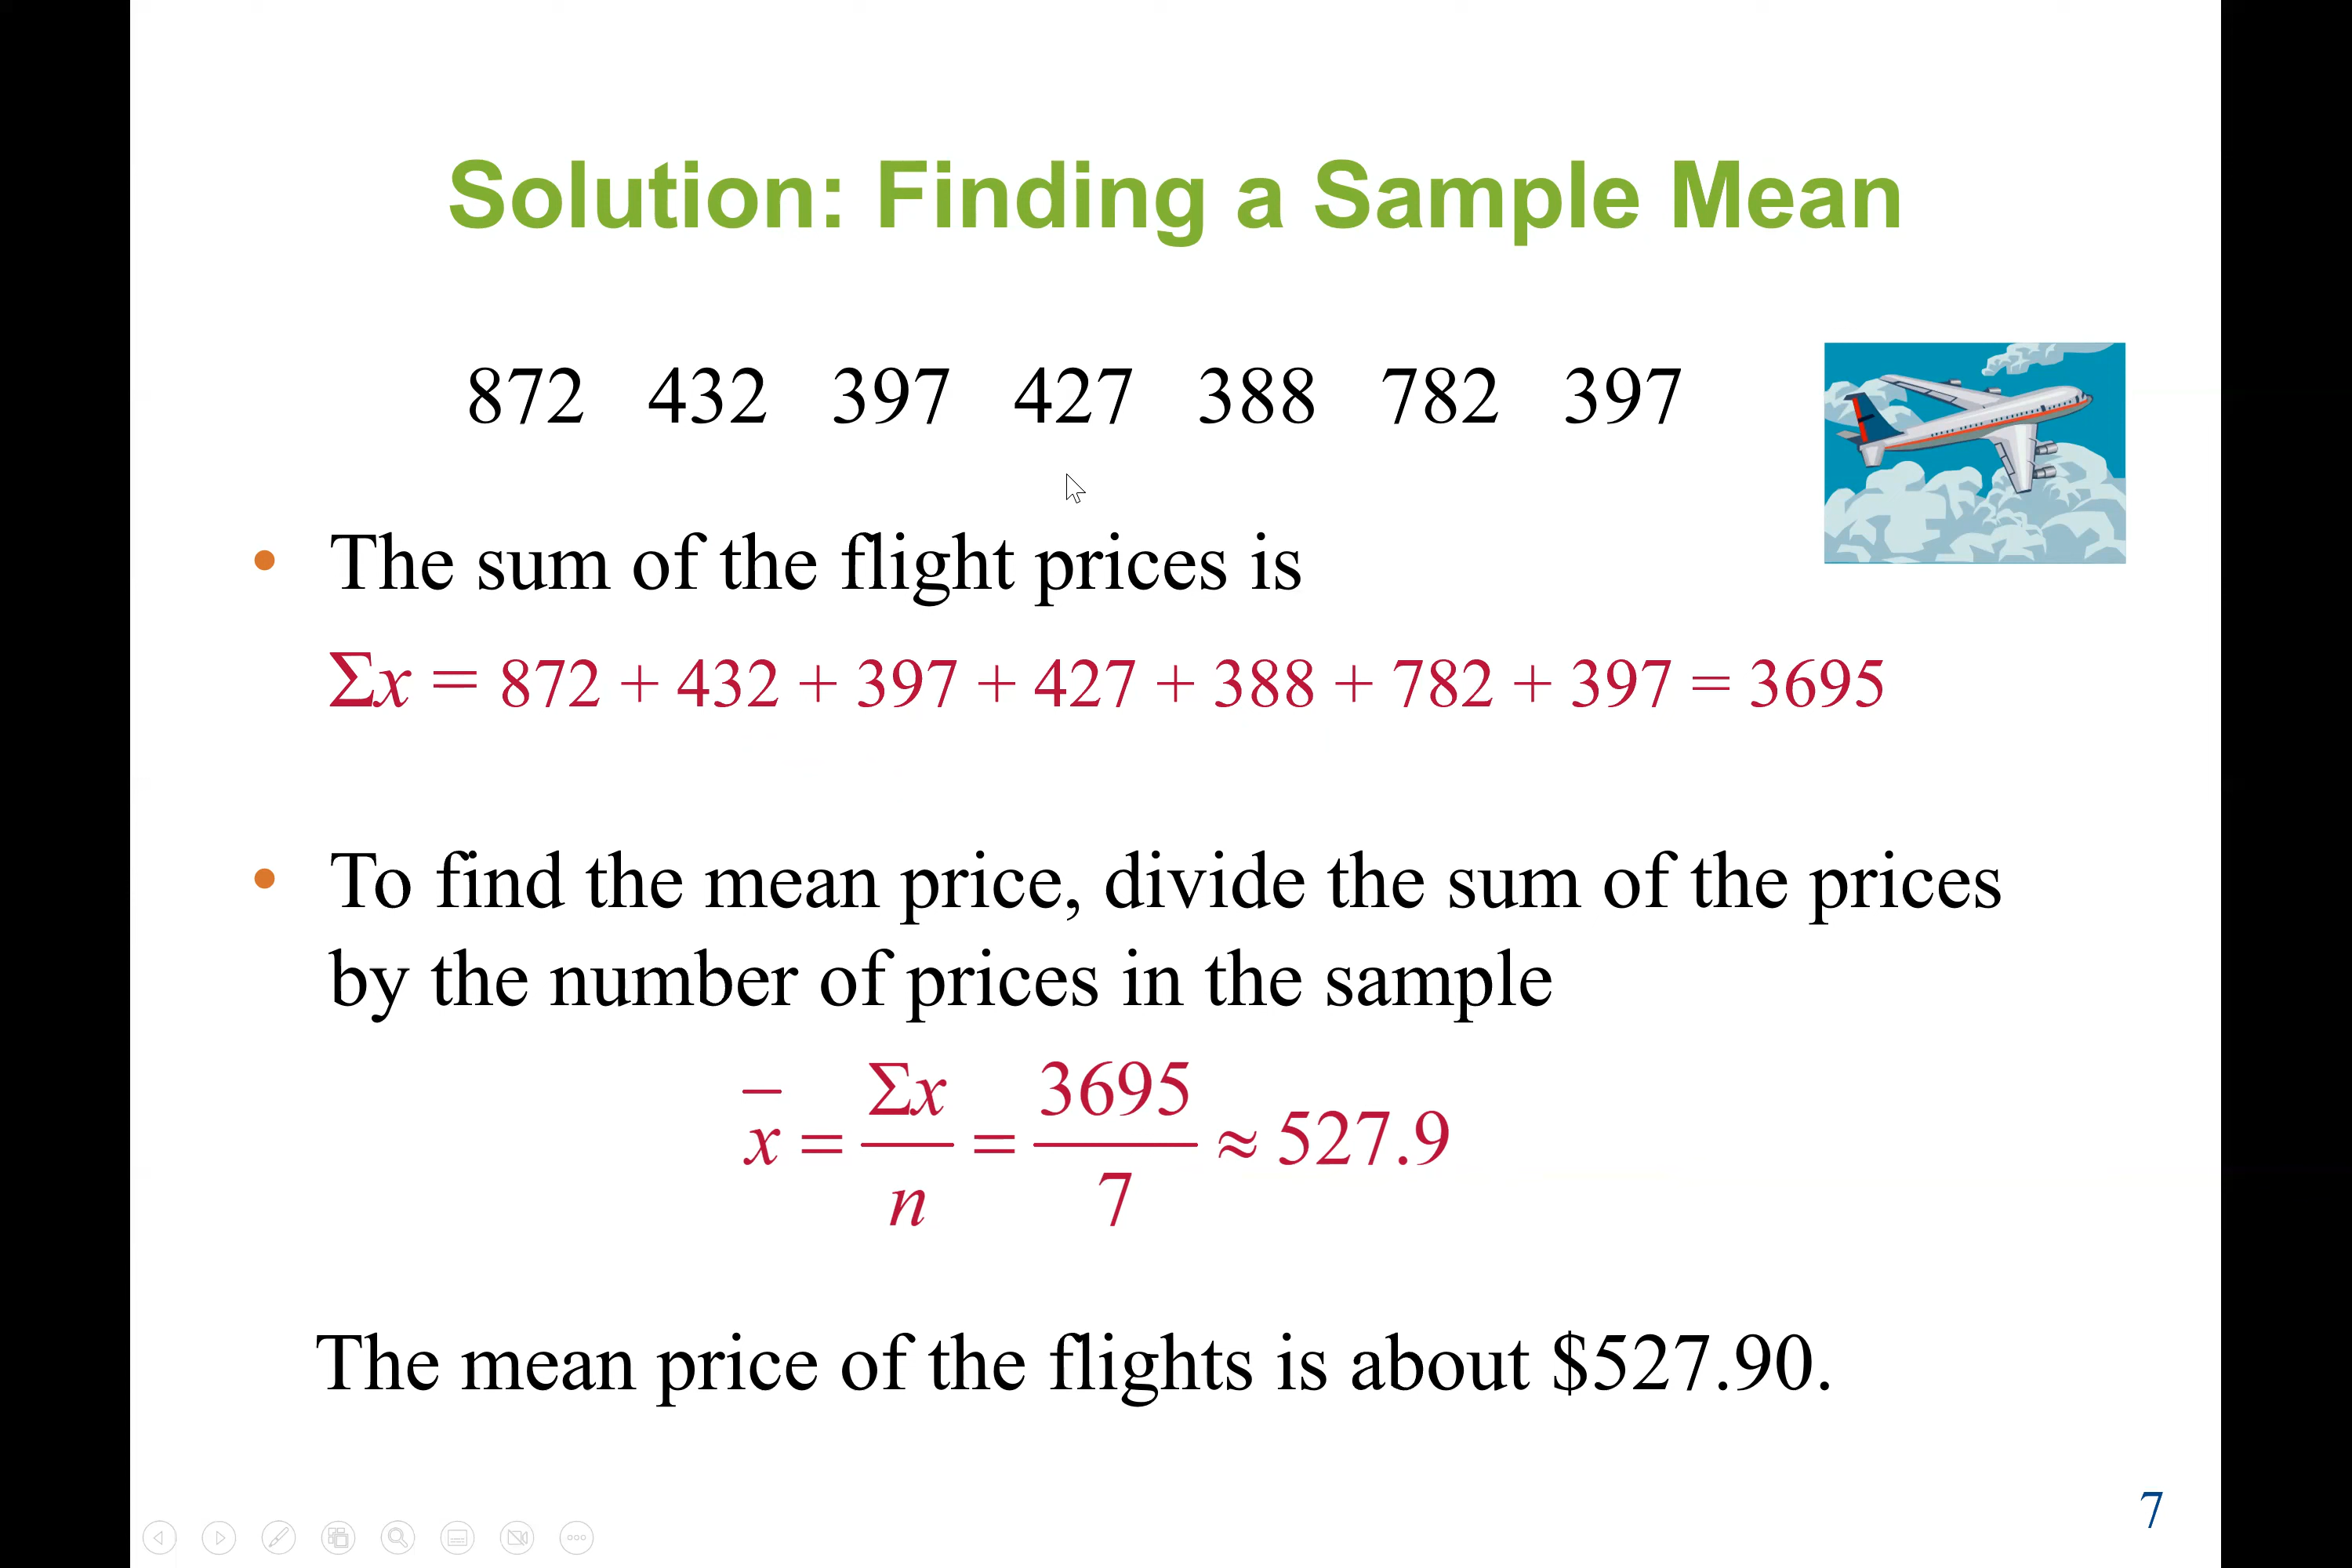 Solution: Finding a Sample Mean
872 432 397 427 388 782 397
• The sum of the flight prices is
Σx = 872 + 432 + 397 + 427 + 388 + 782 + 397 = 3695
• To find the mean price, divide the sum of the prices
by the number of prices in the sample
x̄ = Σx/n = 3695/7 ≈ 527.9
The mean price of the flights is about $527.90.
7